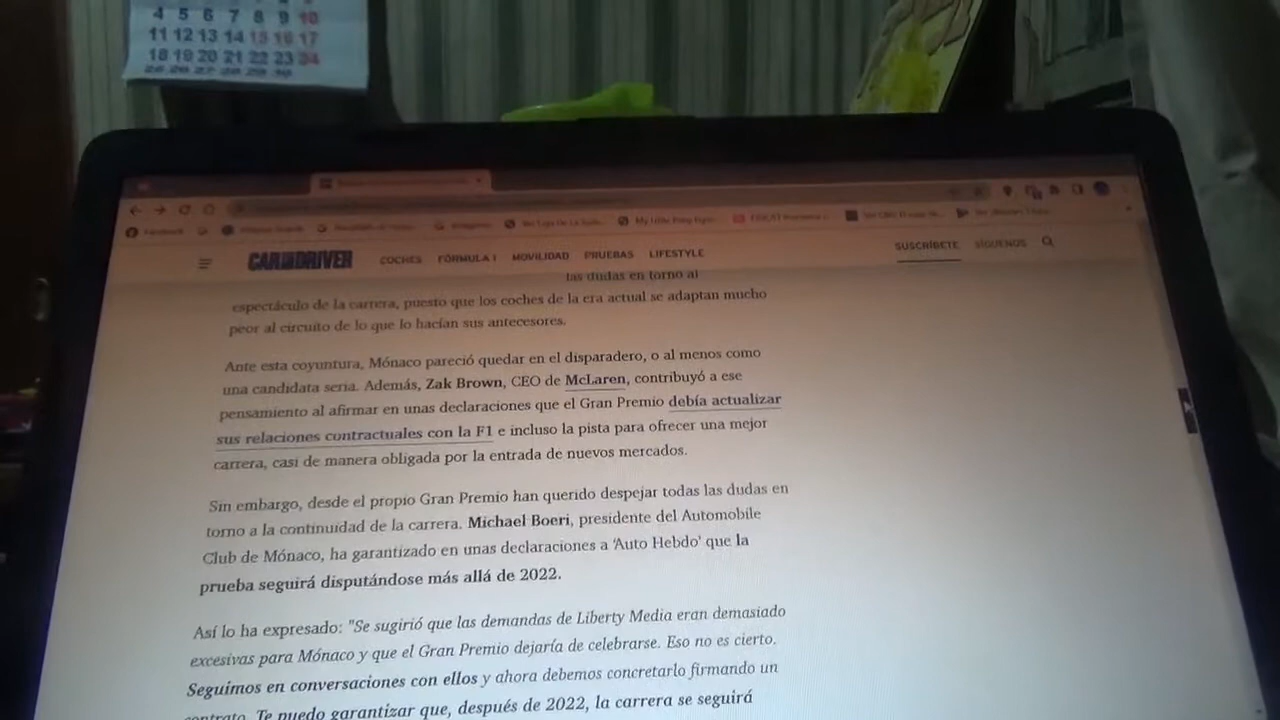 4 5 6 7 8 9 10
11 12 13 14 15 16 17
18 19 20 21 22 23 24
25 26 27 28 29 30
Facebook
CAR AND DRIVER COCHES FÓRMULA 1 MOVILIDAD PRUEBAS LIFESTYLE SUSCRÍBETE SÍGUENOS
las dudas en torno al
espectáculo de la carrera, puesto que los coches de la era actual se adaptan mucho
peor al circuito de lo que lo hacían sus antecesores.
Ante esta coyuntura, Mónaco pareció quedar en el disparadero, o al menos como
una candidata seria. Además, Zak Brown, CEO de McLaren, contribuyó a ese
pensamiento al afirmar en unas declaraciones que el Gran Premio debía actualizar
sus relaciones contractuales con la F1 e incluso la pista para ofrecer una mejor
carrera, casi de manera obligada por la entrada de nuevos mercados.
Sin embargo, desde el propio Gran Premio han querido despejar todas las dudas en
torno a la continuidad de la carrera. Michael Boeri, presidente del Automobile
Club de Mónaco, ha garantizado en unas declaraciones a 'Auto Hebdo' que la
prueba seguirá disputándose más allá de 2022.
Así lo ha expresado: "Se sugirió que las demandas de Liberty Media eran demasiado
excesivas para Mónaco y que el Gran Premio dejaría de celebrarse. Eso no es cierto.
Seguimos en conversaciones con ellos y ahora debemos concretarlo firmando un
contrato. Te puedo garantizar que, después de 2022, la carrera se seguirá